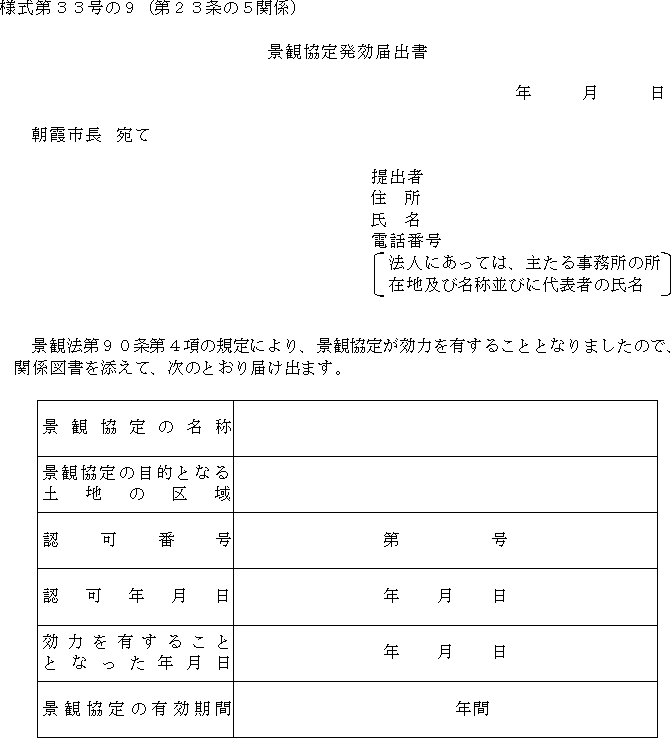 様式第３３号の９（第２３条の５関係）
景観協定発効届出書
年　月　日
朝霞市長　宛て
提出者
住　所
氏　名
電話番号
法人にあっては、主たる事務所の所
在地及び名称並びに代表者の氏名
景観法第９０条第４項の規定により、景観協定が効力を有することとなりましたので、
関係図書を添えて、次のとおり届け出ます。
景観協定の名称
景観協定の目的となる
土地の区域
認可番号　第　号
認可年月日　年　月　日
効力を有すること
となった年月日　年　月　日
景観協定の有効期間　年間